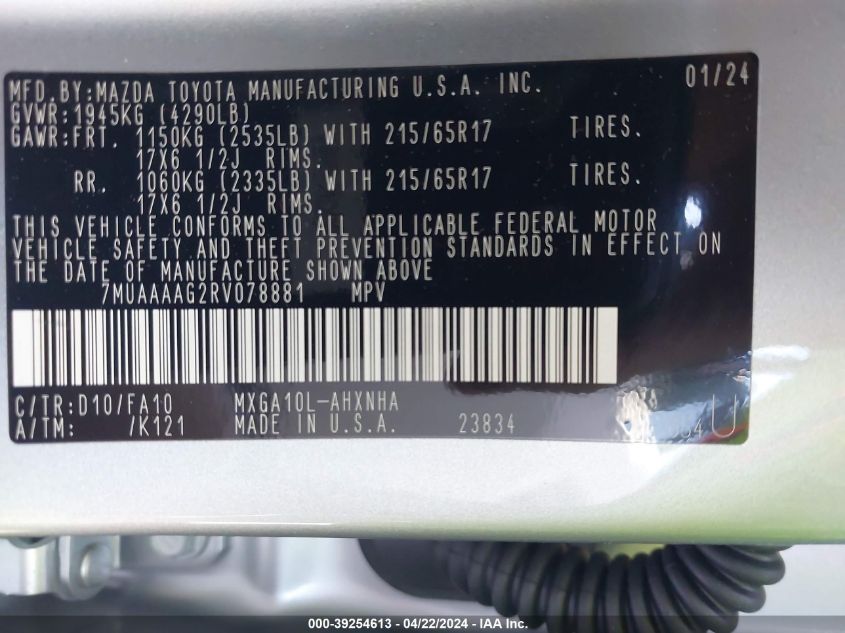 MFD.BY:MAZDA TOYOTA MANUFACTURING U.S.A. INC. 01/24
GVWR:1945KG (4290LB)
GAWR:FRT. 1150KG (2535LB) WITH 215/65R17 TIRES.
17X6 1/2J RIMS.
RR. 1060KG (2335LB) WITH 215/65R17 TIRES.
17X6 1/2J RIMS.
THIS VEHICLE CONFORMS TO ALL APPLICABLE FEDERAL MOTOR
VEHICLE SAFETY AND THEFT PREVENTION STANDARDS IN EFFECT ON
THE DATE OF MANUFACTURE SHOWN ABOVE
7MUAAAAG2RV078881 MPV
C/TR:D10/FA10 MXGA10L-AHXNHA
A/TM: /K121 MADE IN U.S.A. 23834 U
000-39254613 - 04/22/2024 - IAA Inc.